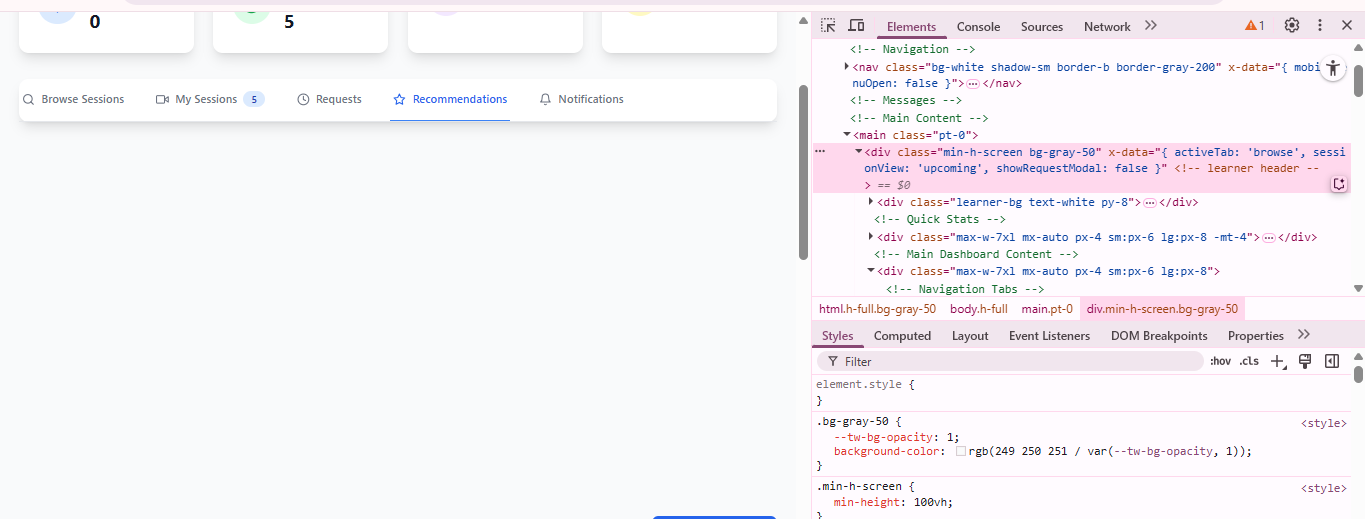 0
5
Browse Sessions
My Sessions
5
Requests
Recommendations
Notifications
Elements
Console
Sources
Network
1
<!-- Navigation -->
<nav class="bg-white shadow-sm border-b border-gray-200" x-data="{ mobi
nuOpen: false }"> … </nav>
<!-- Messages -->
<!-- Main Content -->
<main class="pt-0">
<div class="min-h-screen bg-gray-50" x-data="{ activeTab: 'browse', sessi
onView: 'upcoming', showRequestModal: false }" <!-- learner header --
> == $0
<div class="learner-bg text-white py-8"> … </div>
<!-- Quick Stats -->
<div class="max-w-7xl mx-auto px-4 sm:px-6 lg:px-8 -mt-4"> … </div>
<!-- Main Dashboard Content -->
<div class="max-w-7xl mx-auto px-4 sm:px-6 lg:px-8">
<!-- Navigation Tabs -->
html.h-full.bg-gray-50
body.h-full
main.pt-0
div.min-h-screen.bg-gray-50
Styles
Computed
Layout
Event Listeners
DOM Breakpoints
Properties
Filter
:hov
.cls
element.style {
}
.bg-gray-50 {
<style>
--tw-bg-opacity: 1;
background-color: rgb(249 250 251 / var(--tw-bg-opacity, 1));
}
.min-h-screen {
<style>
min-height: 100vh;
}